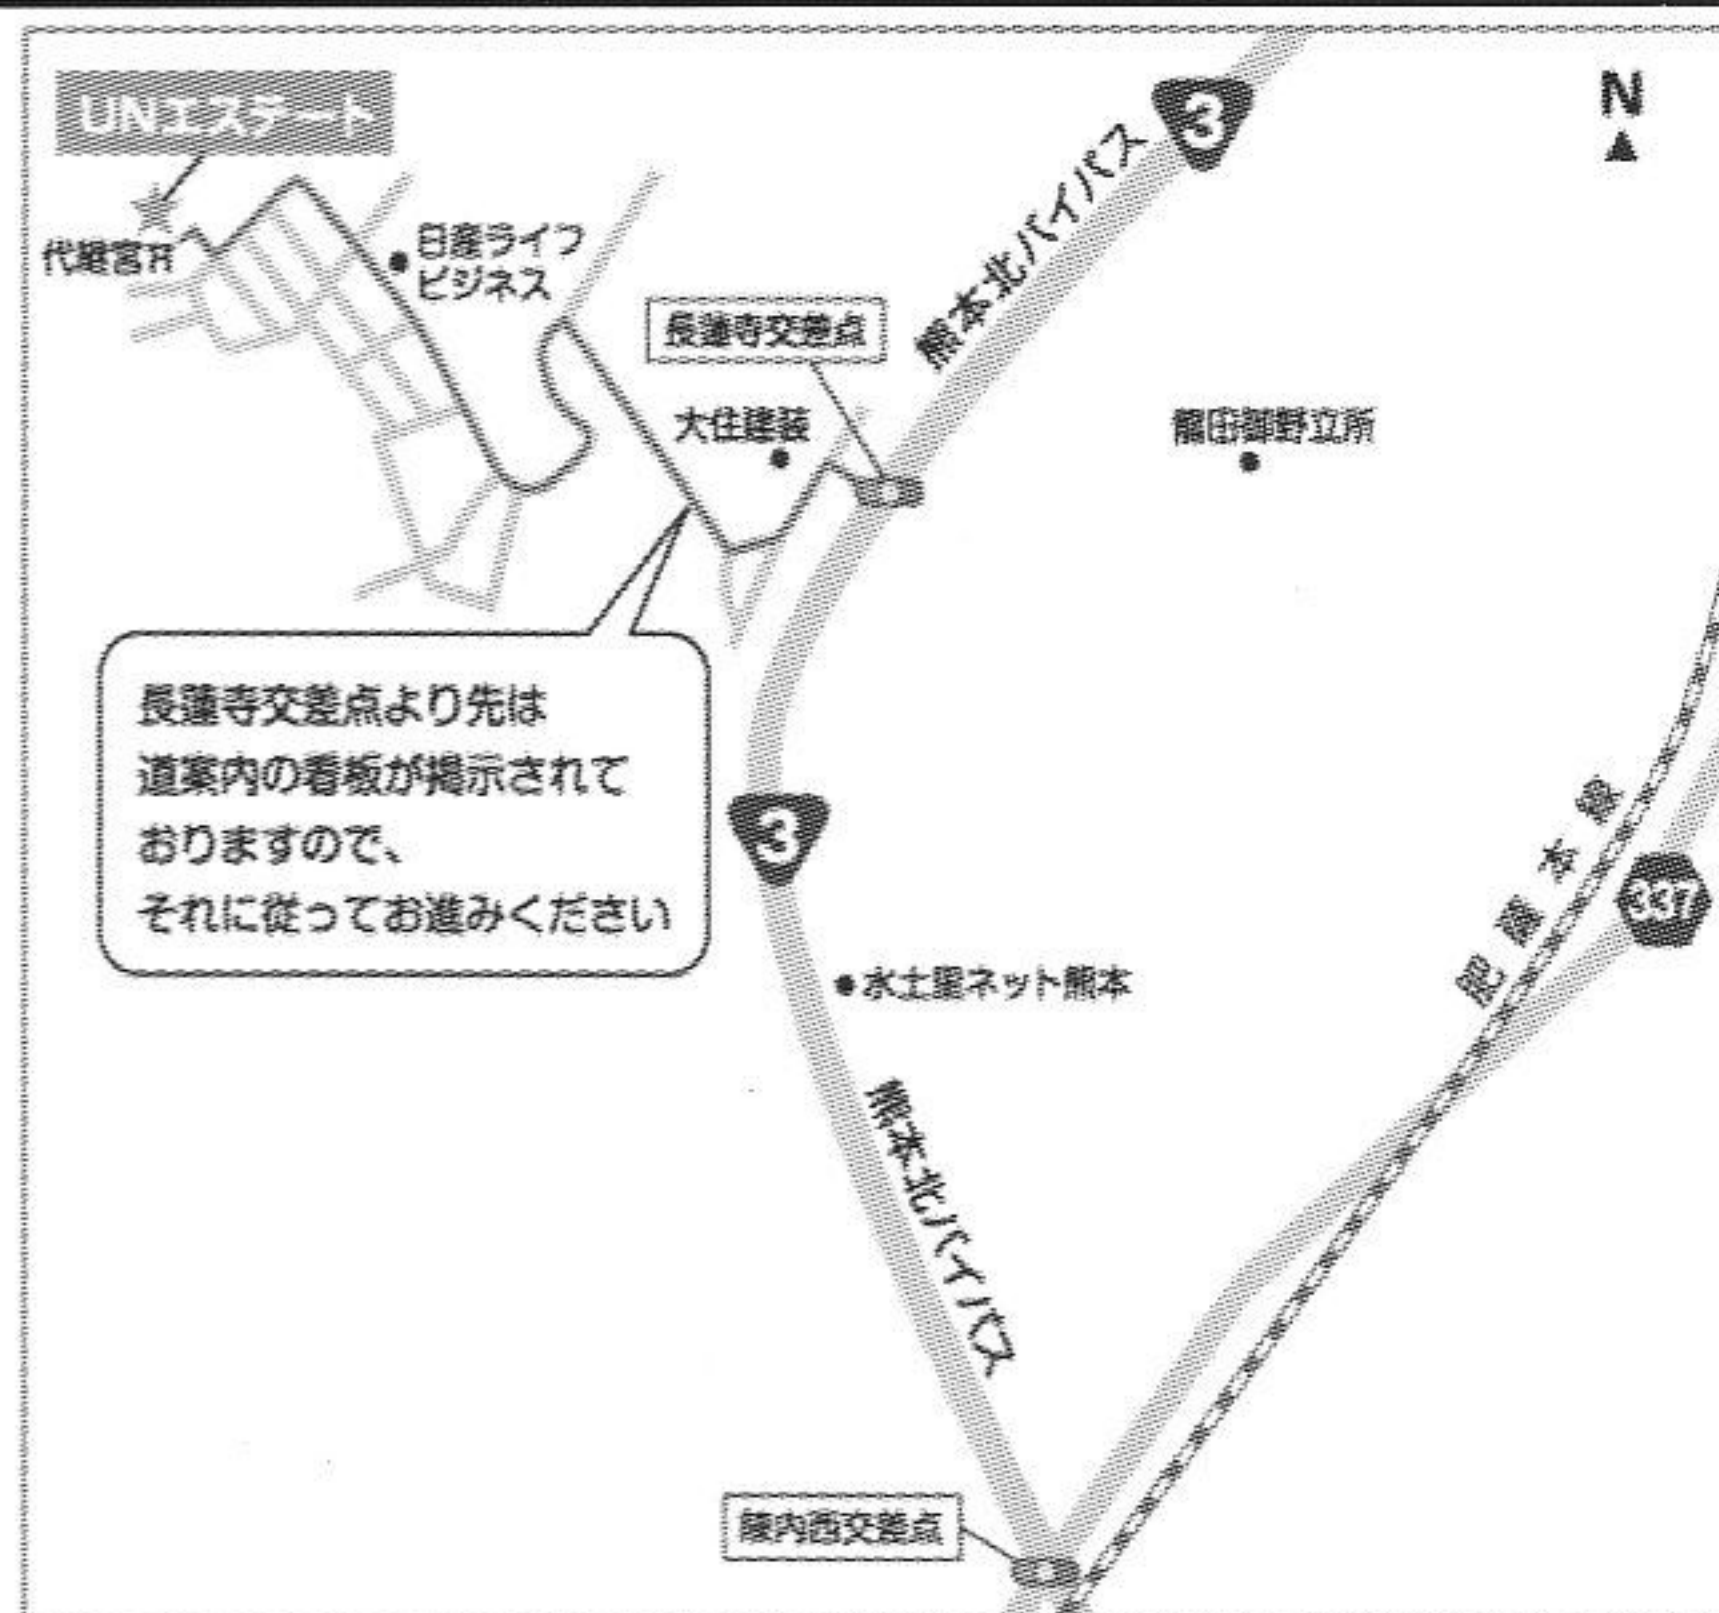 UNエステート
代継宮
日産ライフ
ビジネス
長蓮寺交差点
大住建装
熊本北バイパス
3
N
龍田御野立所
長蓮寺交差点より先は
道案内の看板が掲示されて
おりますので、
それに従ってお進みください
3
水土里ネット熊本
熊本北バイパス
肥薩本線
337
陳内西交差点